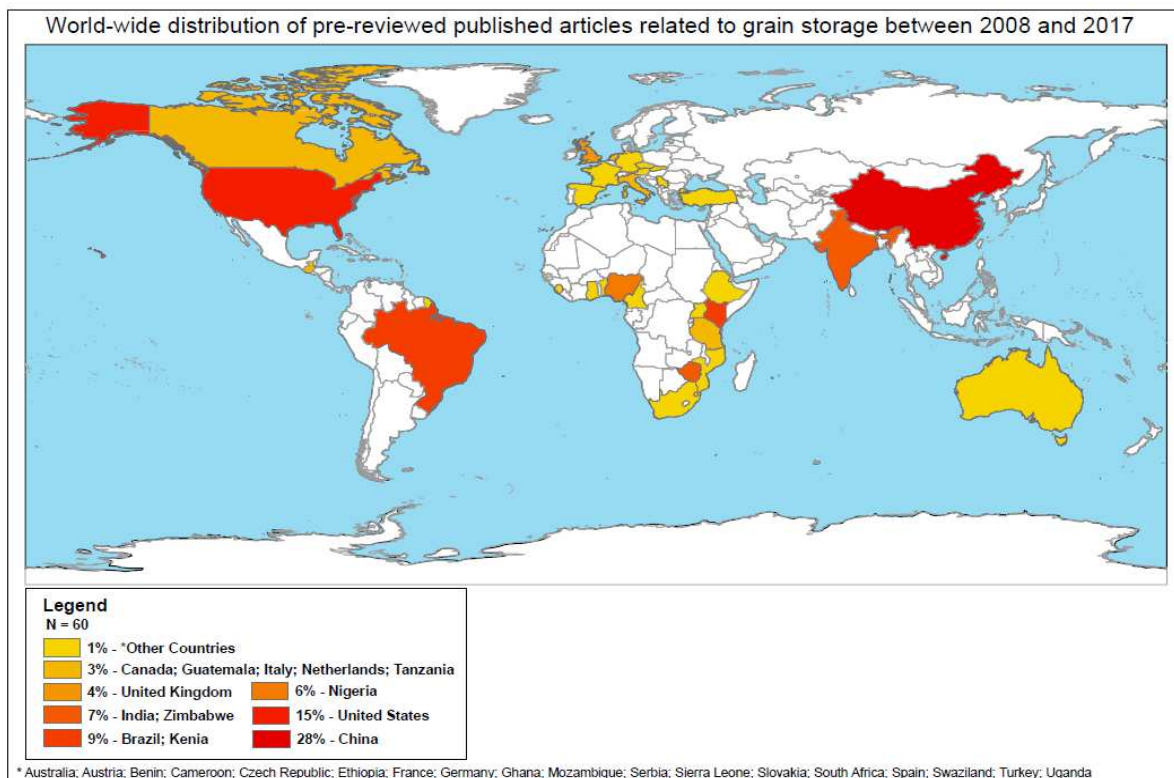 World-wide distribution of pre-reviewed published articles related to grain storage between 2008 and 2017
Legend
N = 60
1% - *Other Countries
3% - Canada; Guatemala; Italy; Netherlands; Tanzania
4% - United Kingdom
6% - Nigeria
7% - India; Zimbabwe
15% - United States
9% - Brazil; Kenia
28% - China
* Australia; Austria; Benin; Cameroon; Czech Republic; Ethiopia; France; Germany; Ghana; Mozambique; Serbia; Sierra Leone; Slovakia; South Africa; Spain; Swaziland; Turkey; Uganda